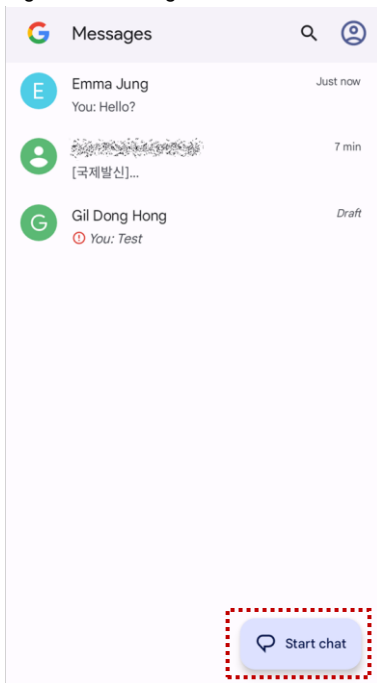 Messages
E
Emma Jung
Just now
You: Hello?
7 min
[국제발신]...
G
Gil Dong Hong
Draft
You: Test
Start chat